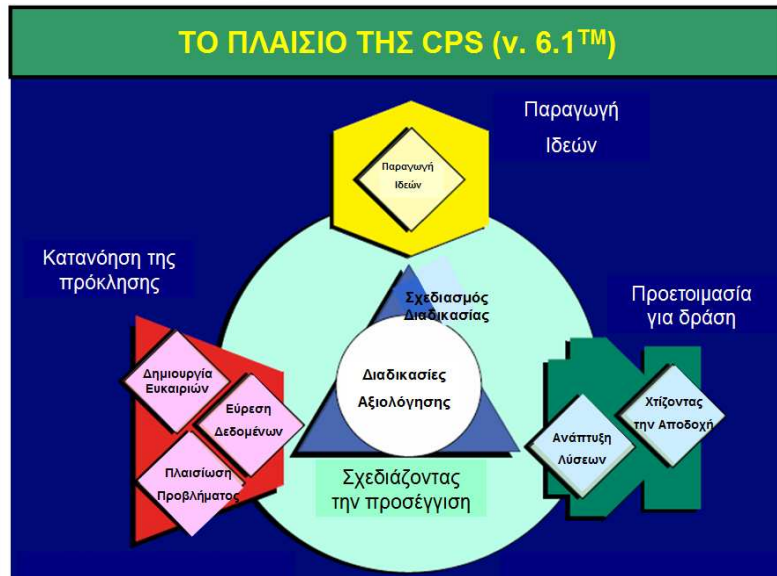 ΤΟ ΠΛΑΙΣΙΟ ΤΗΣ CPS (v. 6.1™)
Παραγωγή
Ιδεών
Παραγωγή
Ιδεών
Κατανόηση της
πρόκλησης
Δημιουργία
Ευκαιριών
Εύρεση
Δεδομένων
Πλαισίωση
Προβλήματος
Σχεδιασμός
Διαδικασίας
Διαδικασίες
Αξιολόγησης
Σχεδιάζοντας
την προσέγγιση
Προετοιμασία
για δράση
Ανάπτυξη
Λύσεων
Χτίζοντας
την Αποδοχή